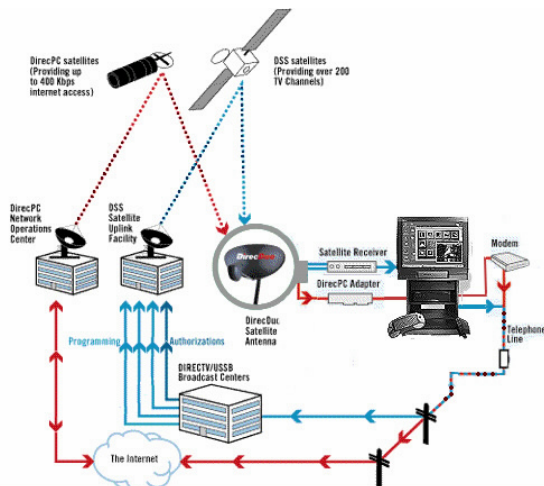 DirecPC satellites
(Providing up
to 400 Kbps
internet access)
DSS satellites
(Providing over 200
TV Channels)
DirecPC
Network
Operations
Center
DSS
Satellite
Uplink
Facility
Satellite Receiver
DirecPC Adapter
Modem
DirecDuo
Satellite
Antenna
Telephone
Line
Programming
Authorizations
DIRECTV/USSB
Broadcast Centers
The Internet